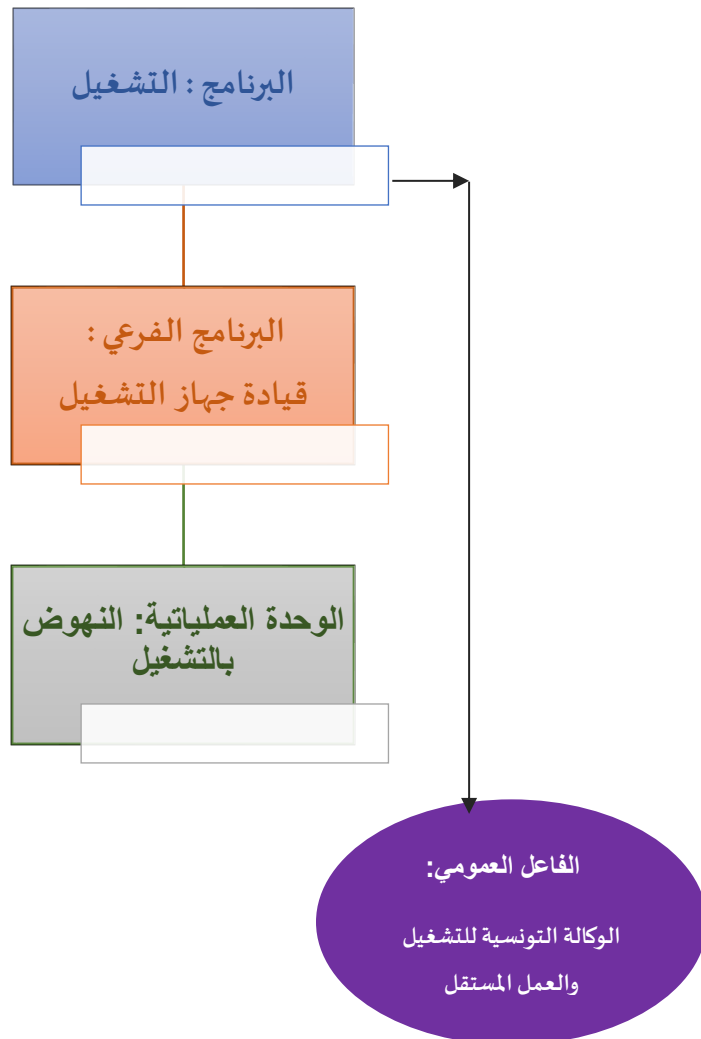 البرنامج : التشغيل
البرنامج الفرعي :
قيادة جهاز التشغيل
الوحدة العملياتية: النهوض
بالتشغيل
الفاعل العمومي:
الوكالة التونسية للتشغيل
والعمل المستقل